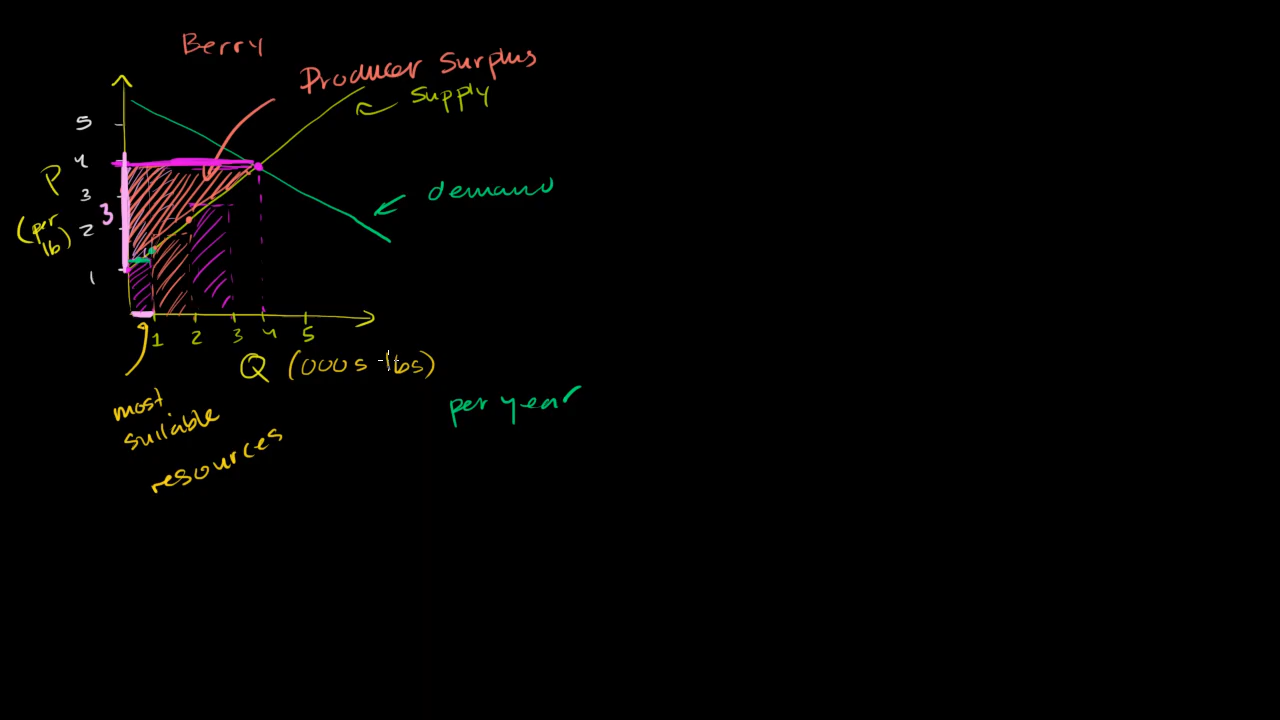 Berry
Producer Surplus
Supply
5
4
P
3
3
(per
lb)
2
1
demand
1 2 3 4 5
Q (000s lbs)
per year
most
suitable
resources